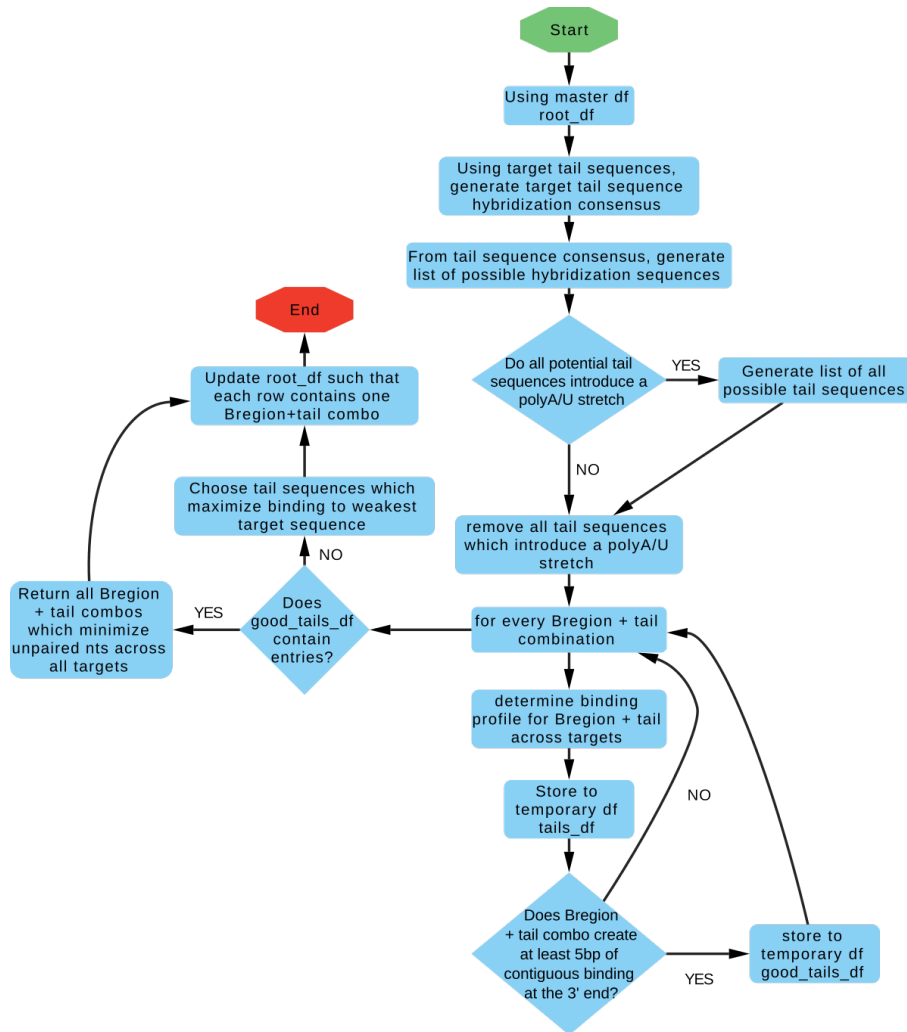 Start
Using master df
root_df
Using target tail sequences,
generate target tail sequence
hybridization consensus
From tail sequence consensus, generate
list of possible hybridization sequences
Do all potential tail
sequences introduce a
polyA/U stretch
YES
Generate list of all
possible tail sequences
NO
remove all tail sequences
which introduce a polyA/U
stretch
for every Bregion + tail
combination
determine binding
profile for Bregion + tail
across targets
Store to
temporary df
tails_df
Does Bregion
+ tail combo create
at least 5bp of
contiguous binding
at the 3' end?
NO
YES
store to
temporary df
good_tails_df
Does
good_tails_df
contain
entries?
YES
Return all Bregion
+ tail combos
which minimize
unpaired nts across
all targets
NO
Choose tail sequences which
maximize binding to weakest
target sequence
Update root_df such that
each row contains one
Bregion+tail combo
End